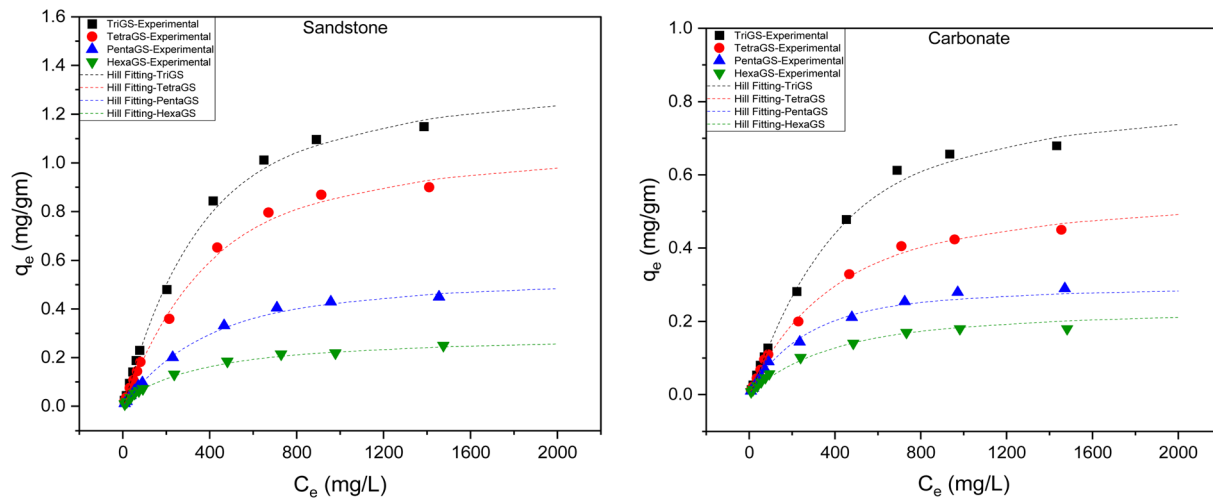 Sandstone
TriGS-Experimental
TetraGS-Experimental
PentaGS-Experimental
HexaGS-Experimental
Hill Fitting-TriGS
Hill Fitting-TetraGS
Hill Fitting-PentaGS
Hill Fitting-HexaGS
1.6
1.4
1.2
1.0
0.8
0.6
0.4
0.2
0.0
qe (mg/gm)
0 400 800 1200 1600 2000
Ce (mg/L)
Carbonate
TriGS-Experimental
TetraGS-Experimental
PentaGS-Experimental
HexaGS-Experimental
Hill Fitting-TriGS
Hill Fitting-TetraGS
Hill Fitting-PentaGS
Hill Fitting-HexaGS
1.0
0.8
0.6
0.4
0.2
0.0
qe (mg/gm)
0 400 800 1200 1600 2000
Ce (mg/L)